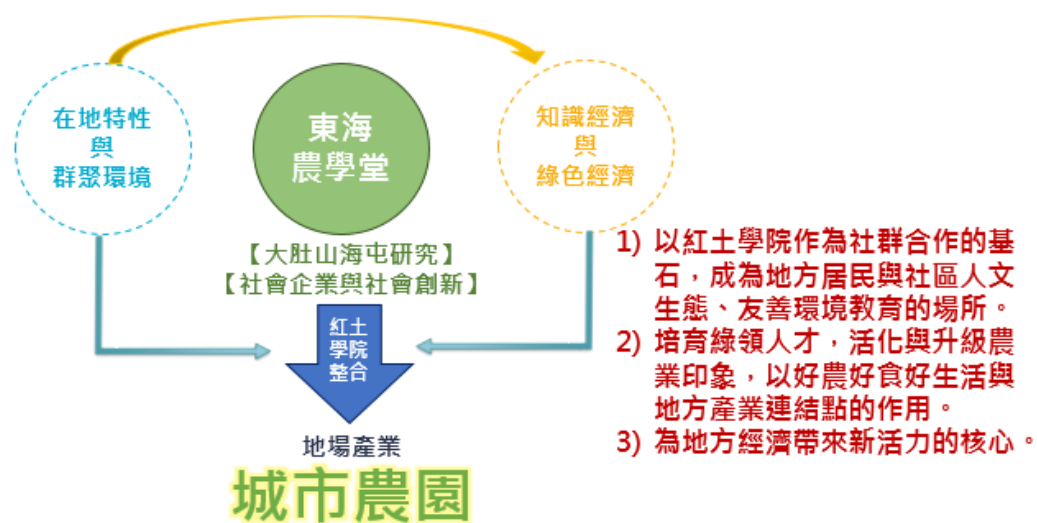 在地特性
與
群聚環境
東海
農學堂
知識經濟
與
綠色經濟
【大肚山海屯研究】
【社會企業與社會創新】
紅土
學院
整合
地場產業
城市農園
1) 以紅土學院作為社群合作的基
石，成為地方居民與社區人文
生態、友善環境教育的場所。
2) 培育綠領人才，活化與升級農
業印象，以好農好食好生活與
地方產業連結點的作用。
3) 為地方經濟帶來新活力的核心。